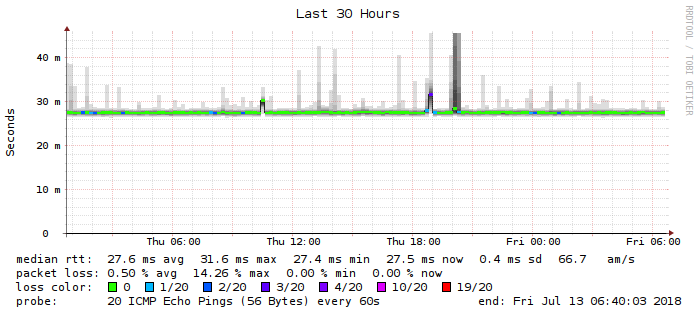 Last 30 Hours
RRDTOOL / TOBI OETIKER
Seconds
40 m
30 m
20 m
10 m
0
Thu 06:00 Thu 12:00 Thu 18:00 Fri 00:00 Fri 06:00
median rtt: 27.6 ms avg 31.6 ms max 27.4 ms min 27.5 ms now 0.4 ms sd 66.7 am/s
packet loss: 0.50 % avg 14.26 % max 0.00 % min 0.00 % now
loss color: 0 1/20 2/20 3/20 4/20 10/20 19/20
probe: 20 ICMP Echo Pings (56 Bytes) every 60s end: Fri Jul 13 06:40:03 2018